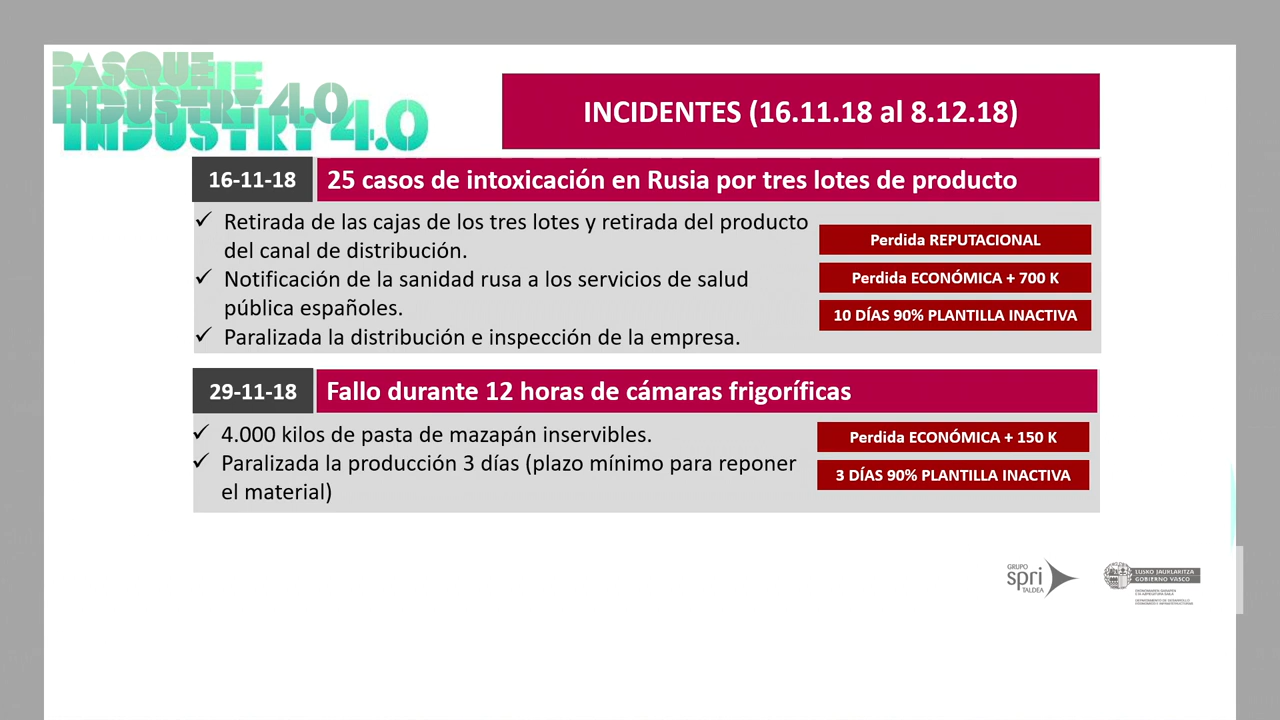 BASQUE
INDUSTRY 4.0
INDUSTRY 4.0
INCIDENTES (16.11.18 al 8.12.18)
16-11-18
25 casos de intoxicación en Rusia por tres lotes de producto
✓ Retirada de las cajas de los tres lotes y retirada del producto
del canal de distribución.
✓ Notificación de la sanidad rusa a los servicios de salud
pública españoles.
✓ Paralizada la distribución e inspección de la empresa.
Perdida REPUTACIONAL
Perdida ECONÓMICA + 700 K
10 DÍAS 90% PLANTILLA INACTIVA
29-11-18
Fallo durante 12 horas de cámaras frigoríficas
✓ 4.000 kilos de pasta de mazapán inservibles.
✓ Paralizada la producción 3 días (plazo mínimo para reponer
el material)
Perdida ECONÓMICA + 150 K
3 DÍAS 90% PLANTILLA INACTIVA
GRUPO
spri
TALDEA
EUSKO JAURLARITZA
GOBIERNO VASCO